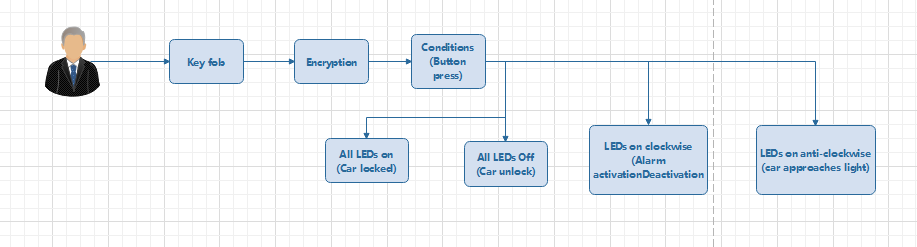 Key fob
Encryption
Conditions
(Button
press)
All LEDs on
(Car locked)
All LEDs Off
(Car unlock)
LEDs on clockwise
(Alarm
activationDeactivation
LEDs on anti-clockwise
(car approaches light)